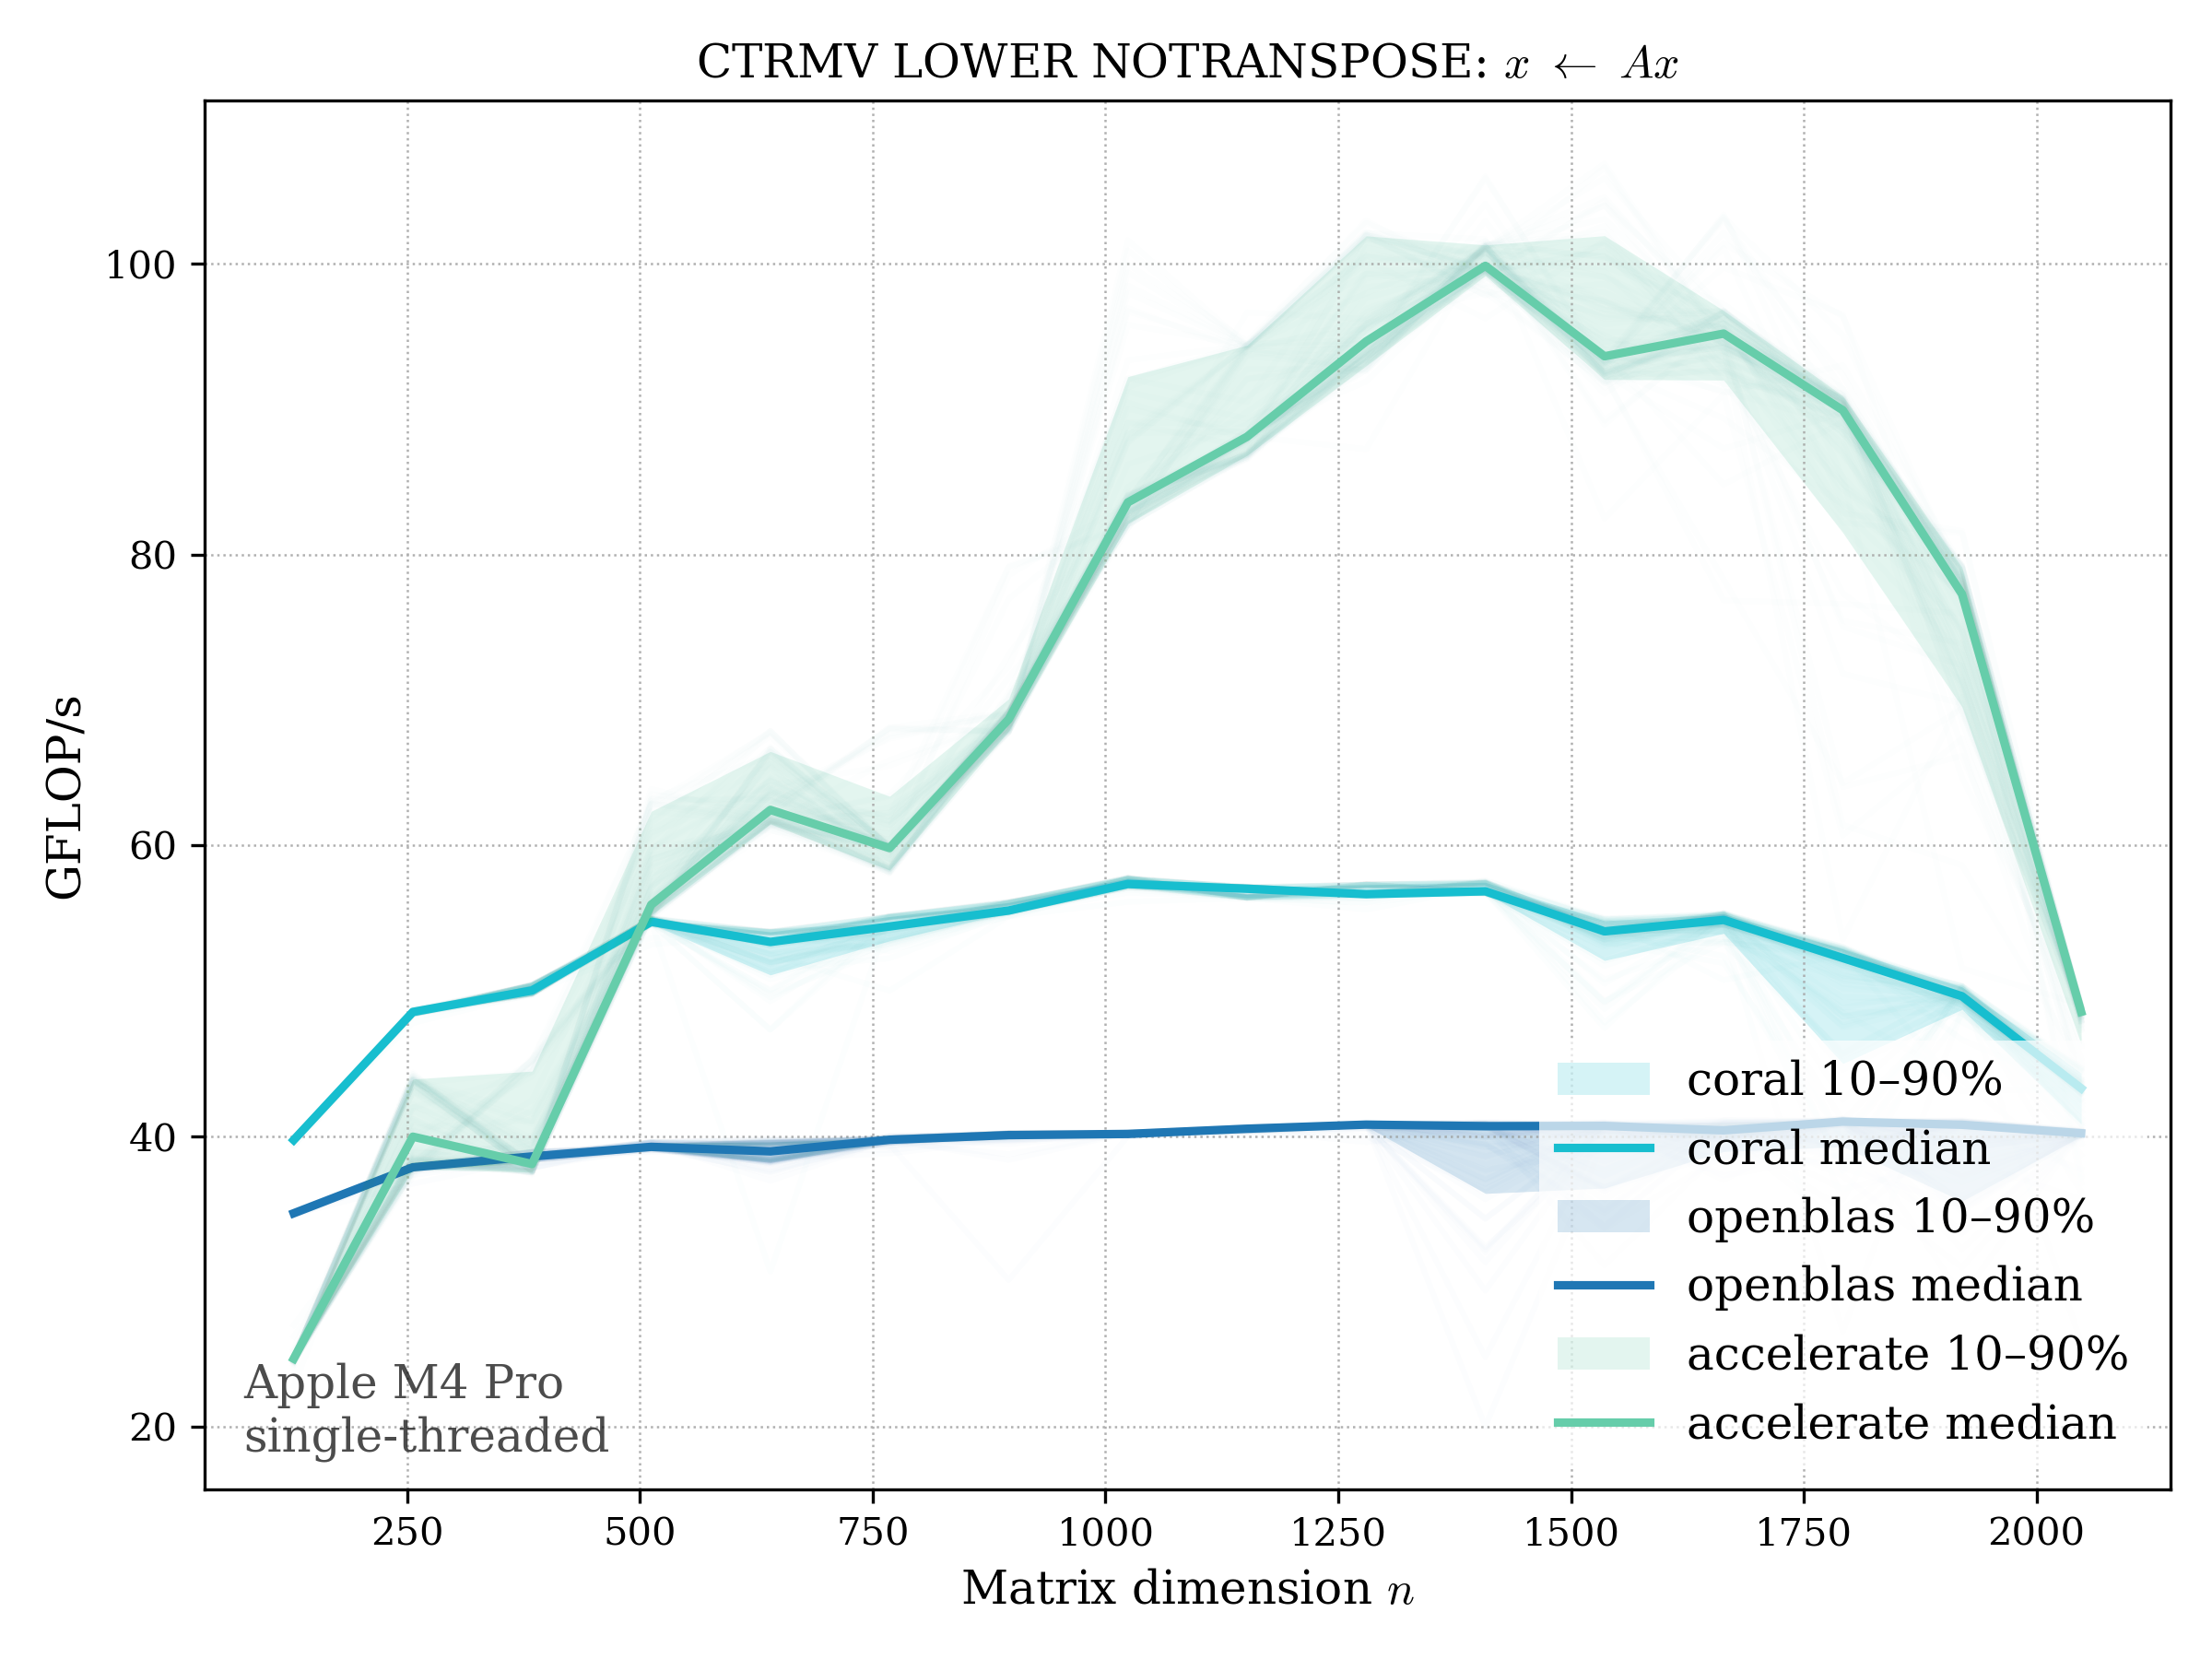 CTRMV LOWER NOTRANSPOSE: x ← Ax
GFLOP/s
100
80
60
40
20
coral 10–90%
coral median
openblas 10–90%
openblas median
accelerate 10–90%
accelerate median
Apple M4 Pro
single-threaded
250 500 750 1000 1250 1500 1750 2000
Matrix dimension n